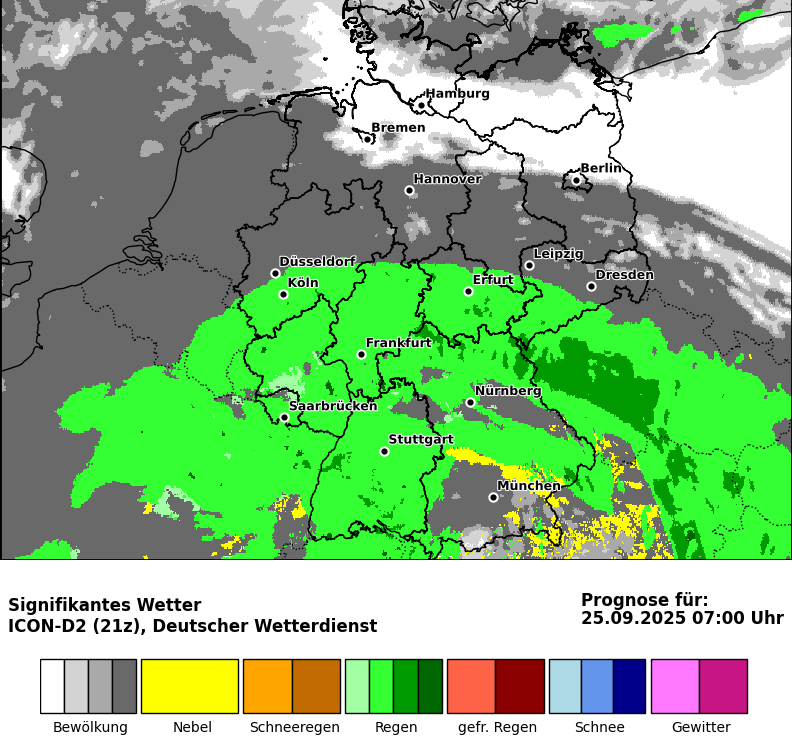 Hamburg
Bremen
Berlin
Hannover
Leipzig
Düsseldorf
Dresden
Köln
Erfurt
Frankfurt
Nürnberg
Saarbrücken
Stuttgart
München
Signifikantes Wetter
ICON-D2 (21z), Deutscher Wetterdienst
Prognose für:
25.09.2025 07:00 Uhr
Bewölkung
Nebel
Schneeregen
Regen
gefr. Regen
Schnee
Gewitter